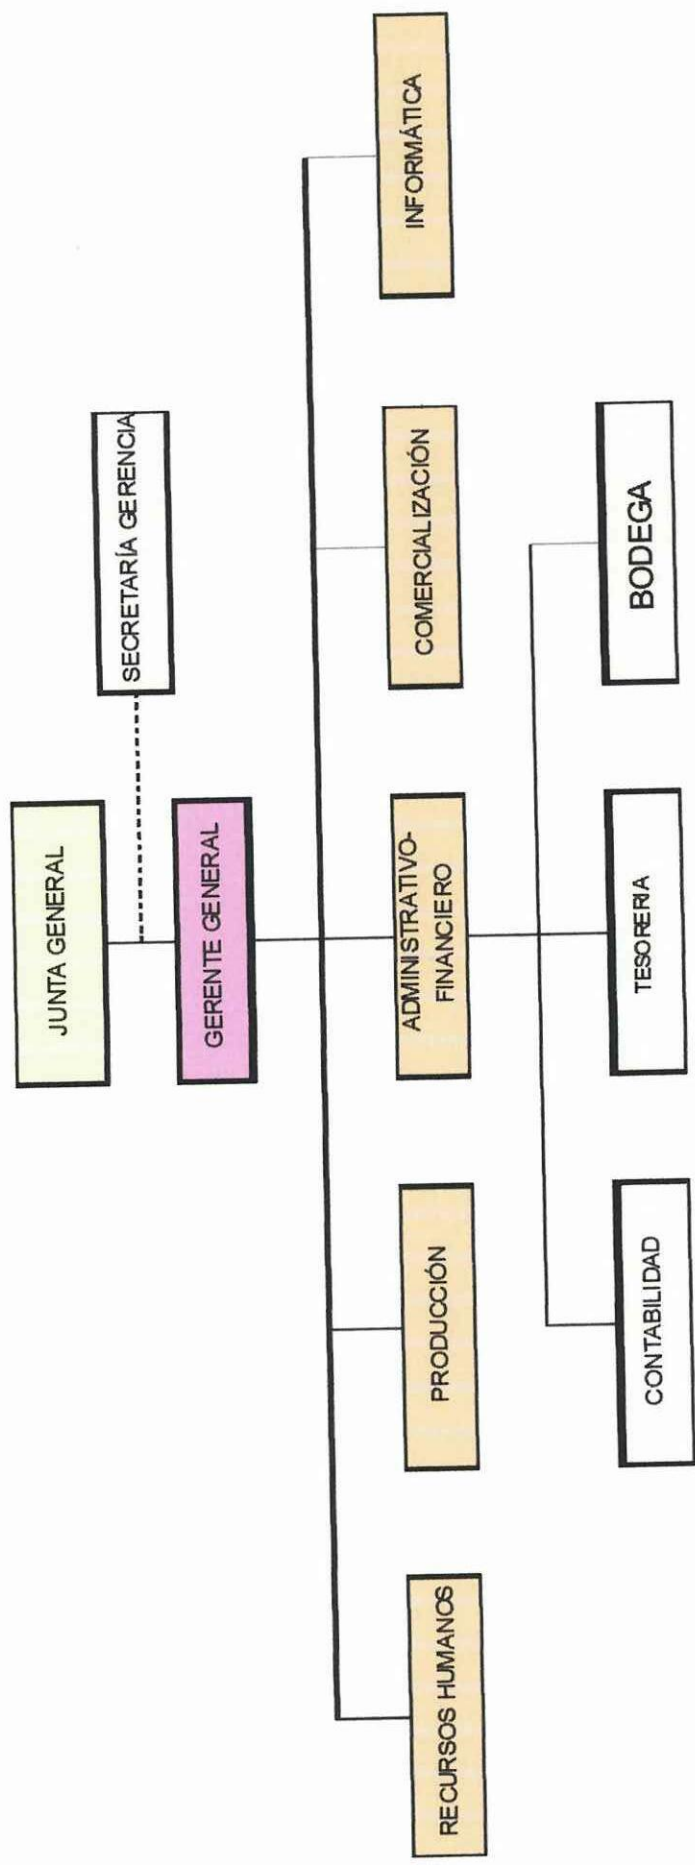 JUNTA GENERAL
SECRETARÍA GERENCIA
GERENTE GENERAL
RECURSOS HUMANOS
PRODUCCIÓN
ADMINISTRATIVO-
FINANCIERO
COMERCIALIZACIÓN
INFORMÁTICA
CONTABILIDAD
TESORERIA
BODEGA